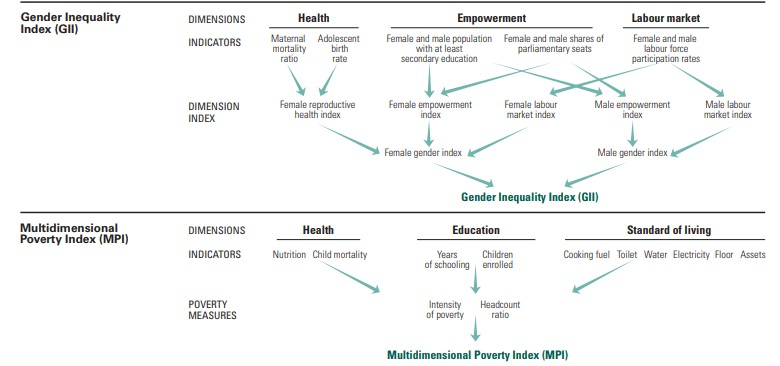 Gender Inequality
Index (GII)
DIMENSIONS Health Empowerment Labour market
INDICATORS
Maternal
mortality
ratio
Adolescent
birth
rate
Female and male population
with at least
secondary education
Female and male shares of
parliamentary seats
Female and male
labour force
participation rates
DIMENSION
INDEX
Female reproductive
health index
Female empowerment
index
Female labour
market index
Male empowerment
index
Male labour
market index
Female gender index
Male gender index
Gender Inequality Index (GII)
Multidimensional
Poverty Index (MPI)
DIMENSIONS Health Education Standard of living
INDICATORS
Nutrition Child mortality
Years
of schooling
Children
enrolled
Cooking fuel Toilet Water Electricity Floor Assets
POVERTY
MEASURES
Intensity
of poverty
Headcount
ratio
Multidimensional Poverty Index (MPI)